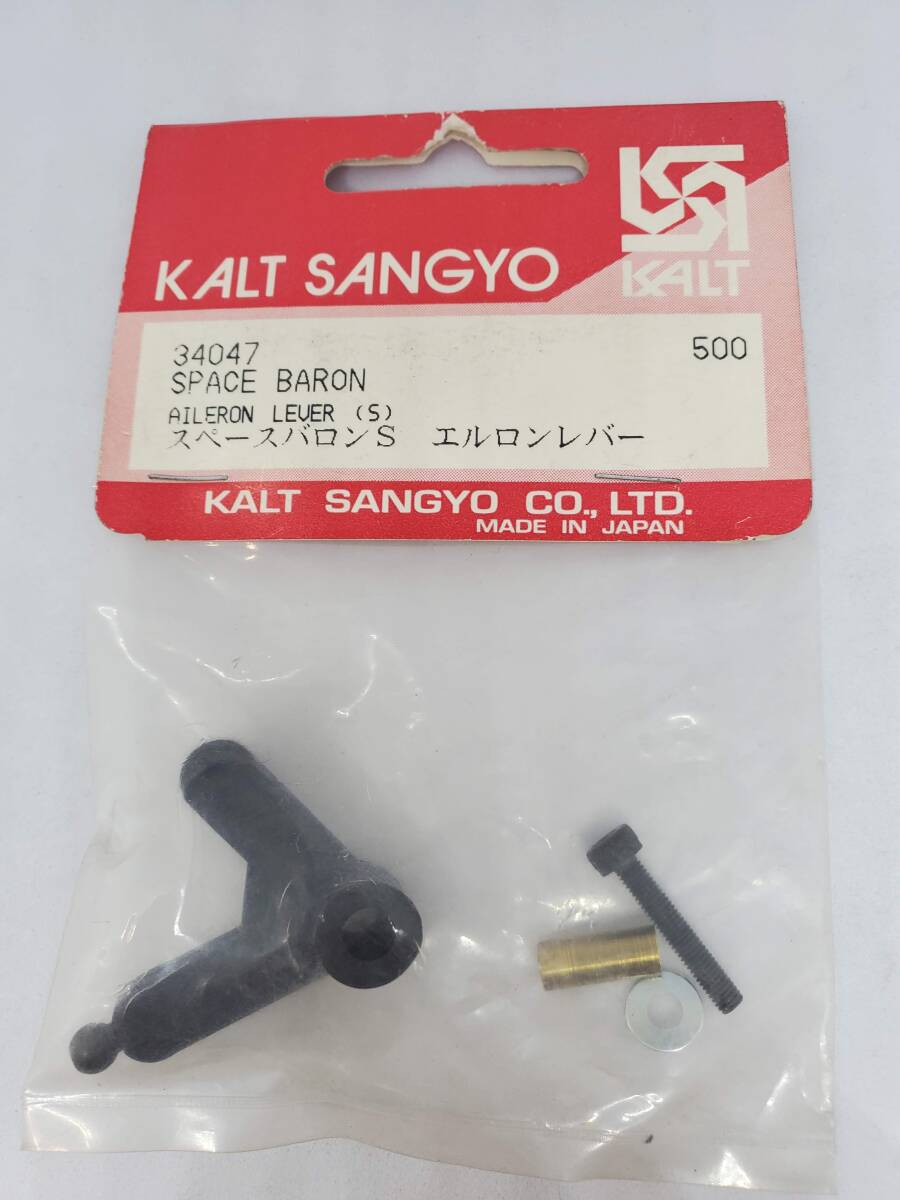 KALT
KALT SANGYO
34047 500
SPACE BARON
AILERON LEVER (S)
スペースバロンS エルロンレバー
KALT SANGYO CO., LTD.
MADE IN JAPAN